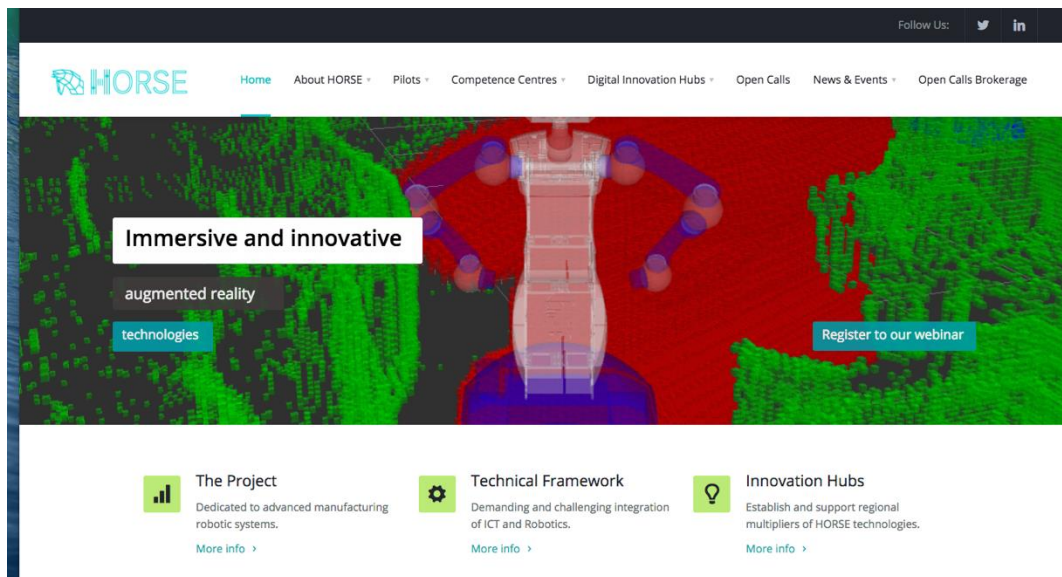 Follow Us:
HORSE
Home About HORSE Pilots Competence Centres Digital Innovation Hubs Open Calls News & Events Open Calls Brokerage
Immersive and innovative
augmented reality
technologies
Register to our webinar
The Project
Dedicated to advanced manufacturing
robotic systems.
More info
Technical Framework
Demanding and challenging integration
of ICT and Robotics.
More info
Innovation Hubs
Establish and support regional
multipliers of HORSE technologies.
More info